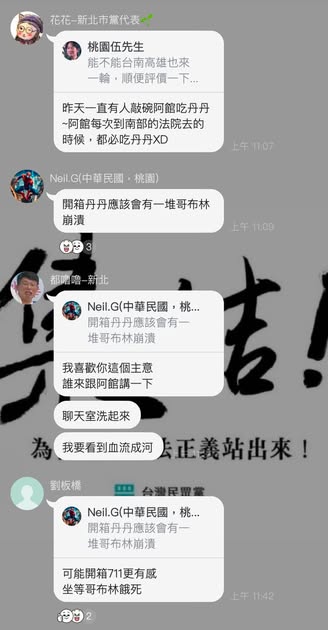 花花–新北市黨代表🌱
桃園伍先生
能不能台南高雄也來
一輪，順便評價一下...
昨天一直有人敲碗阿館吃丹丹
~阿館每次到南部的法院去的
時候，都必吃丹丹XD
上午 11:07
Neil.G(中華民國，桃園)
開箱丹丹應該會有一堆哥布林
崩潰
上午 11:09
3
都嚕嚕–新北
Neil.G(中華民國，桃...
開箱丹丹應該會有一
堆哥布林崩潰
我喜歡你這個主意
誰來跟阿館講一下
聊天室洗起來
我要看到血流成河
集結!
為
法正義站出來！
台灣民眾黨
劉板橋
Neil.G(中華民國，桃...
開箱丹丹應該會有一
堆哥布林崩潰
可能開箱711更有感
坐等哥布林餓死
上午 11:42
2